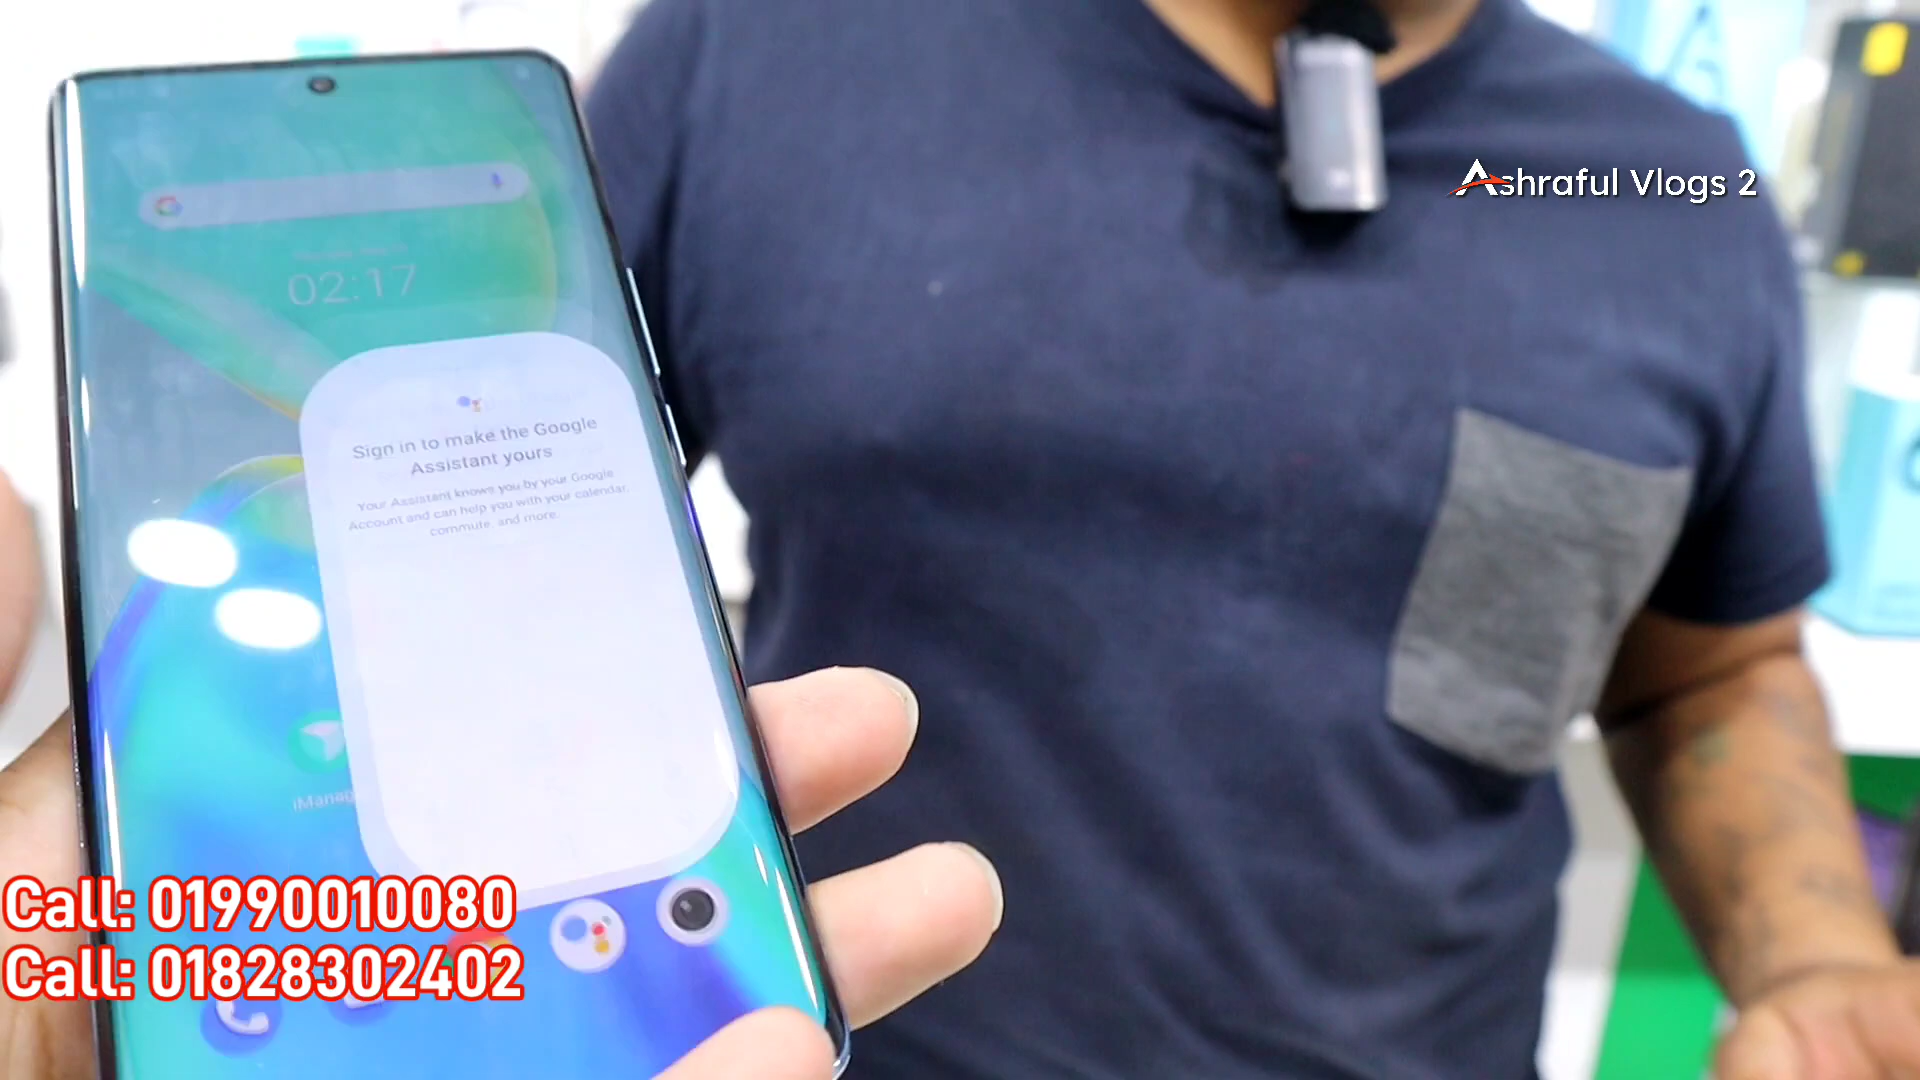 Ashraful Vlogs 2
02:17
Sign in to make the Google
Assistant yours
Your Assistant knows you by your Google
Account and can help you with your calendar,
commute, and more.
iManag
Call: 01990010080
Call: 01828302402